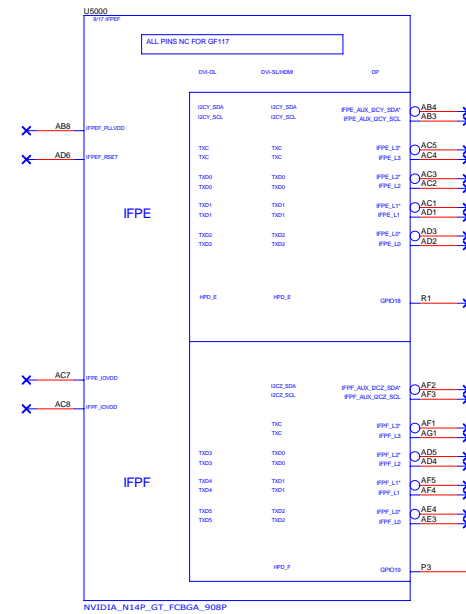 U5000
8/17 IFPEF
ALL PINS NC FOR GF117
DVI-DL DVI-SL/HDMI DP
I2CY_SDA I2CY_SDA IFPE_AUX_I2CY_SDA* AB4
I2CY_SCL I2CY_SCL IFPE_AUX_I2CY_SCL AB3
AB8 IFPEF_PLLVDD
TXC TXC IFPE_L3* AC5
TXC TXC IFPE_L3 AC4
AD6 IFPEF_RSET
TXD0 TXD0 IFPE_L2* AC3
TXD0 TXD0 IFPE_L2 AC2
TXD1 TXD1 IFPE_L1* AC1
TXD1 TXD1 IFPE_L1 AD1
IFPE
TXD2 TXD2 IFPE_L0* AD3
TXD2 TXD2 IFPE_L0 AD2
HPD_E HPD_E GPIO18 R1
AC7 IFPE_IOVDD
I2CZ_SDA IFPF_AUX_I2CZ_SDA* AF2
I2CZ_SCL IFPF_AUX_I2CZ_SCL AF3
AC8 IFPF_IOVDD
TXC IFPF_L3* AF1
TXC IFPF_L3 AG1
TXD3 TXD0 IFPF_L2* AD5
TXD3 TXD0 IFPF_L2 AD4
IFPF
TXD4 TXD1 IFPF_L1* AF5
TXD4 TXD1 IFPF_L1 AF4
TXD5 TXD2 IFPF_L0* AE4
TXD5 TXD2 IFPF_L0 AE3
HPD_F GPIO19 P3
NVIDIA_N14P_GT_FCBGA_908P